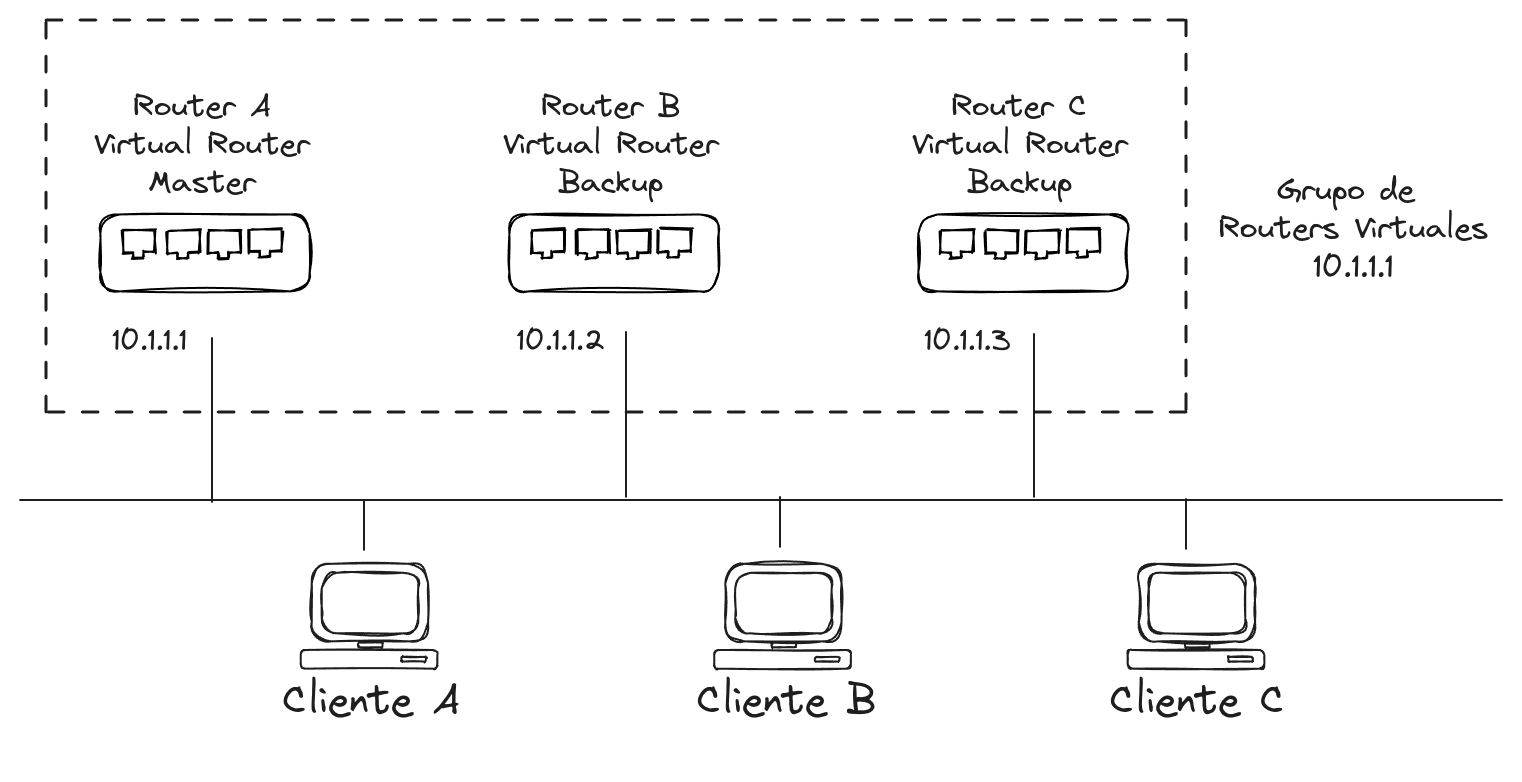 Router A
Virtual Router
Master
Router B
Virtual Router
Backup
Router C
Virtual Router
Backup
Grupo de
Routers Virtuales
10.1.1.1
10.1.1.1
10.1.1.2
10.1.1.3
Cliente A
Cliente B
Cliente C